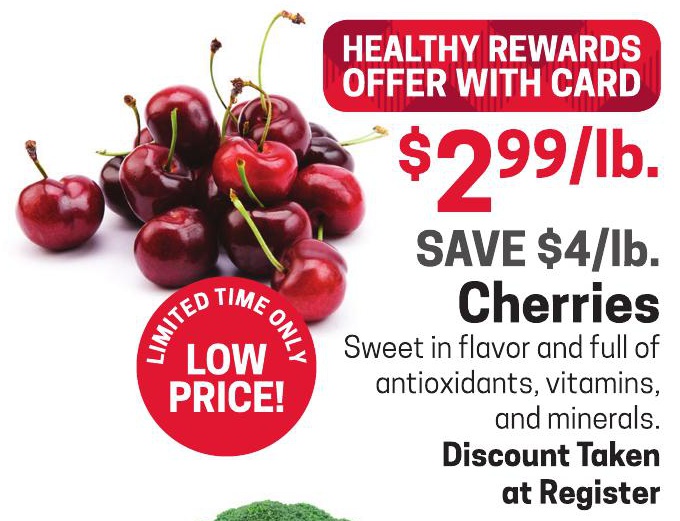 HEALTHY REWARDS
OFFER WITH CARD
$2.99/lb.
SAVE $4/lb.
Cherries
Sweet in flavor and full of
antioxidants, vitamins,
and minerals.
Discount Taken
at Register
LIMITED TIME ONLY
LOW
PRICE!